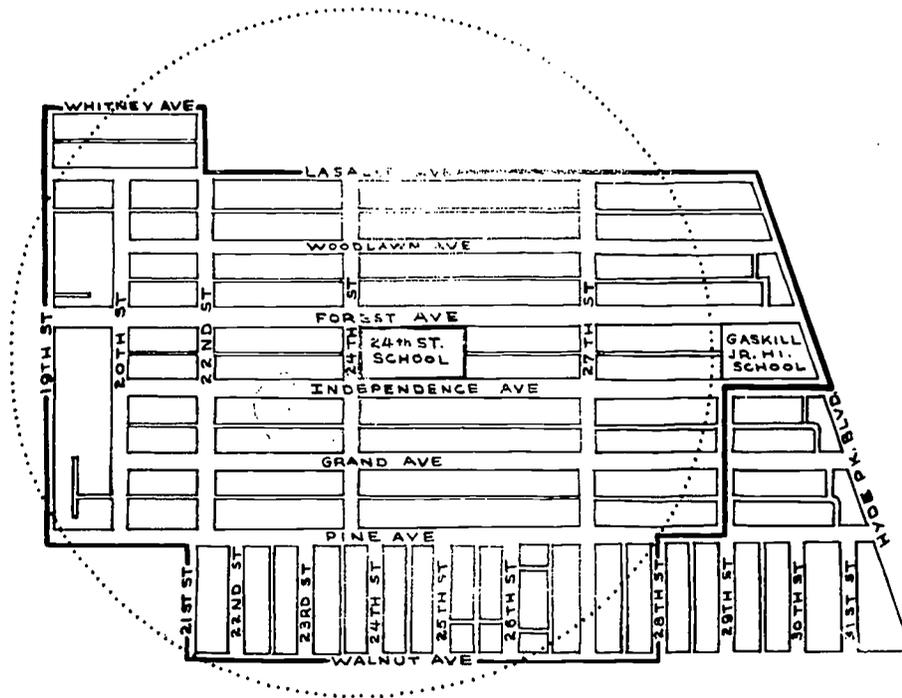 WHITNEY AVE
LASALLE AVE
WOODLAWN AVE
19TH ST
20TH ST
22ND ST
24TH ST
27TH ST
FOREST AVE
24th ST.
SCHOOL
GASKILL
JR. HI.
SCHOOL
INDEPENDENCE AVE
HYDE PK. BLVD.
GRAND AVE
PINE AVE
21ST ST
22ND ST
23RD ST
24TH ST
25TH ST
26TH ST
28TH ST
29TH ST
30TH ST
31ST ST
WALNUT AVE